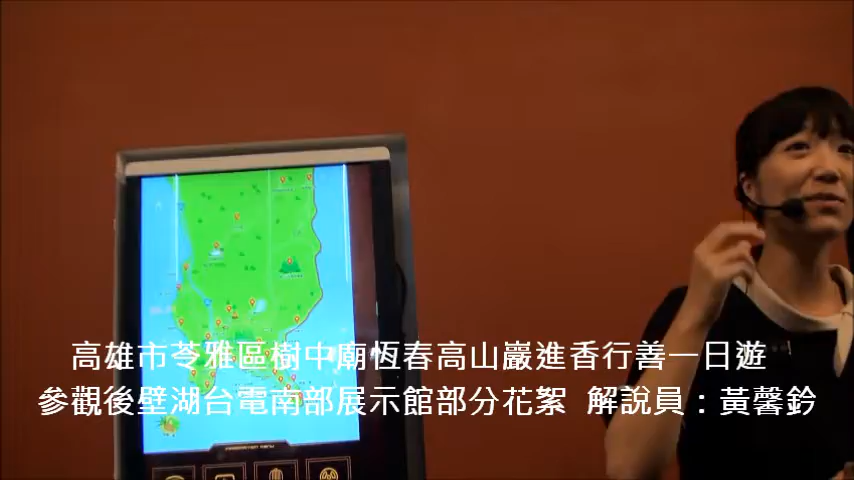 高雄市苓雅區樹中廟恆春高山巖進香行善一日遊
參觀後壁湖台電南部展示館部分花絮 解說員：黃馨鈐